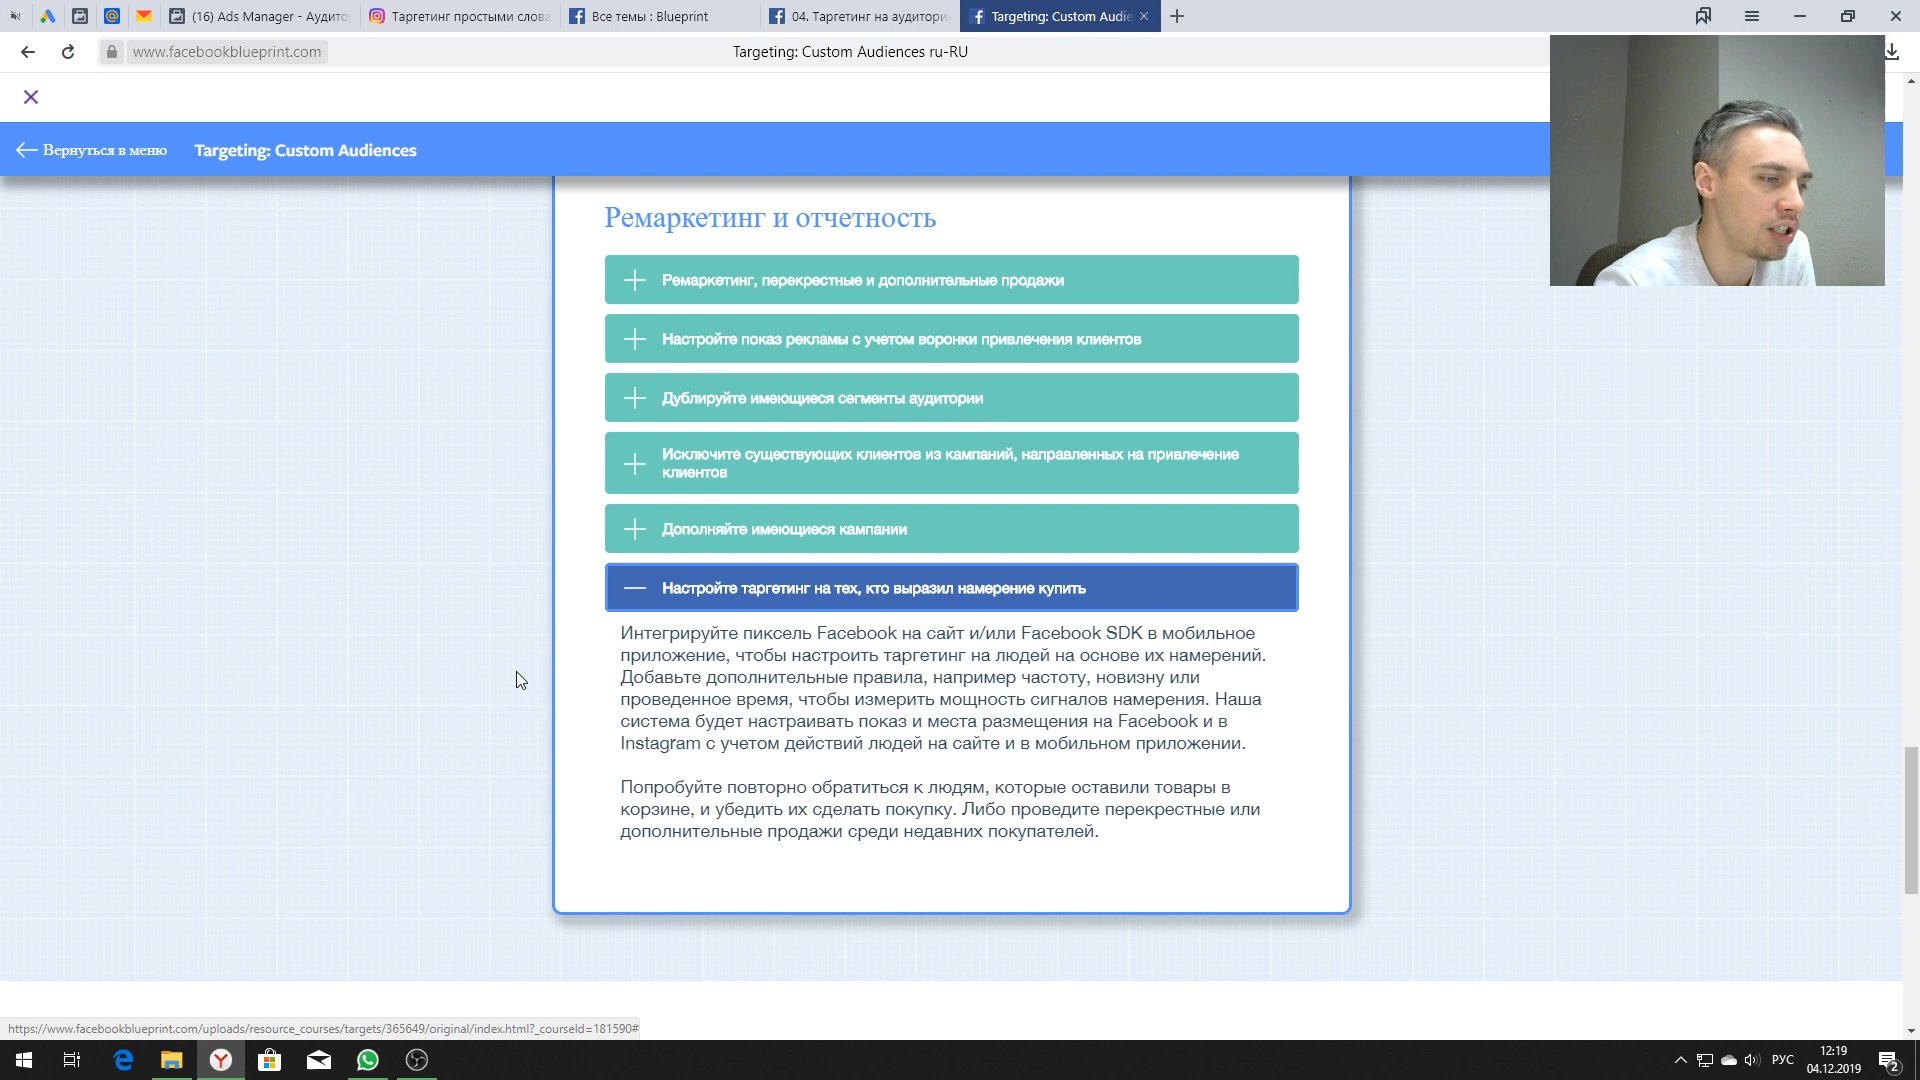 (16) Ads Manager - Аудито
Таргетинг простыми слова
Все темы : Blueprint
04. Таргетинг на аудитори
Targeting: Custom Audie
www.facebookblueprint.com
Targeting: Custom Audiences ru-RU
Вернуться в меню
Targeting: Custom Audiences
Ремаркетинг и отчетность
Ремаркетинг, перекрестные и дополнительные продажи
Настройте показ рекламы с учетом воронки привлечения клиентов
Дублируйте имеющиеся сегменты аудитории
Исключите существующих клиентов из кампаний, направленных на привлечение
клиентов
Дополняйте имеющиеся кампании
Настройте таргетинг на тех, кто выразил намерение купить
Интегрируйте пиксель Facebook на сайт и/или Facebook SDK в мобильное
приложение, чтобы настроить таргетинг на людей на основе их намерений.
Добавьте дополнительные правила, например частоту, новизну или
проведенное время, чтобы измерить мощность сигналов намерения. Наша
система будет настраивать показ и места размещения на Facebook и в
Instagram с учетом действий людей на сайте и в мобильном приложении.
Попробуйте повторно обратиться к людям, которые оставили товары в
корзине, и убедить их сделать покупку. Либо проведите перекрестные или
дополнительные продажи среди недавних покупателей.
https://www.facebookblueprint.com/uploads/resource_courses/targets/365649/original/index.html?_courseId=181590#
РУС
12:19
04.12.2019
2